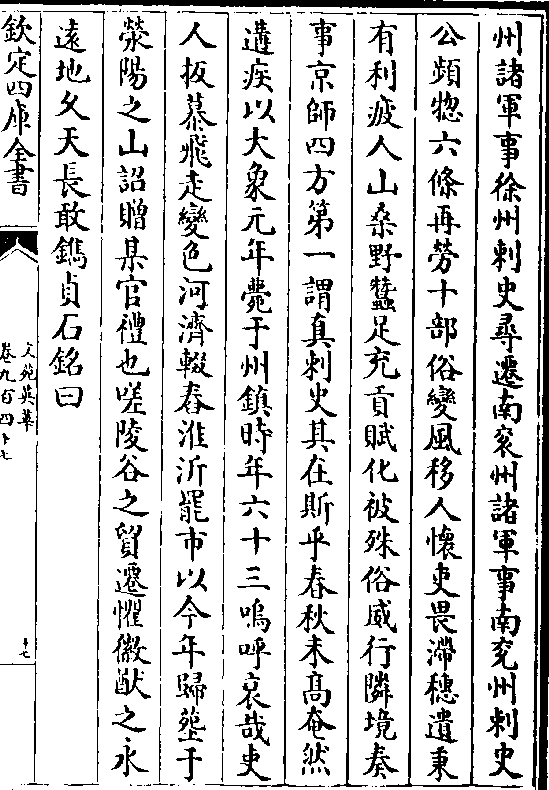 州諸軍事徐州刺史尋遷南兖州諸軍事南兖州刺史
公頻惣六條再勞十部俗變風移人懷吏畏滯穗遺秉
有利疲人山桑野蠶足充貢賦化被殊俗威行隣境奏
事京師四方第一謂真刺史其在斯乎春秋未髙奄然
遘疾以大象元年薨于州鎮時年六十三嗚呼哀哉吏
人扳慕飛走變色河濟輟舂淮沂罷市以今年歸塟于
滎陽之山詔贈某官禮也嗟陵谷之貿遷懼徽猷之永
逺地久天長敢鐫貞石銘曰
欽定四庫全書
文苑英華
卷九百四十七
十七